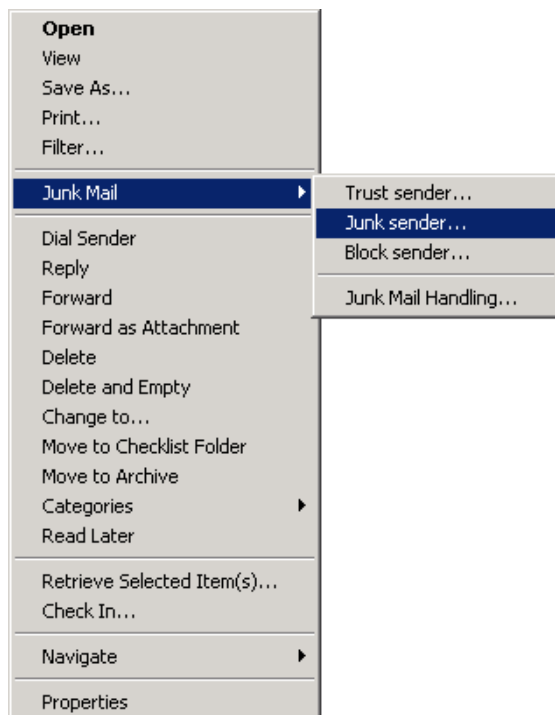 Open
View
Save As...
Print...
Filter...
Junk Mail
Trust sender...
Junk sender...
Block sender...
Junk Mail Handling...
Dial Sender
Reply
Forward
Forward as Attachment
Delete
Delete and Empty
Change to...
Move to Checklist Folder
Move to Archive
Categories
Read Later
Retrieve Selected Item(s)...
Check In...
Navigate
Properties